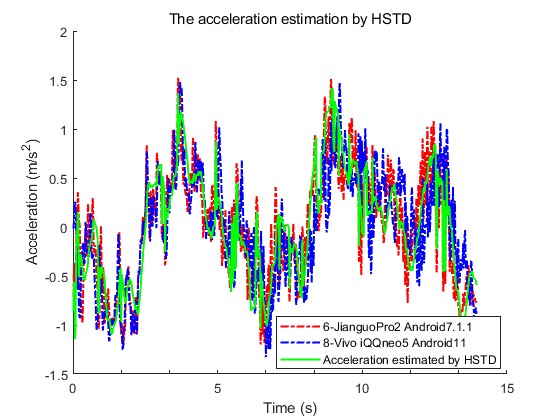 The acceleration estimation by HSTD
2
1.5
1
0.5
0
-0.5
-1
-1.5
Acceleration (m/s²)
6-JianguoPro2 Android7.1.1
8-Vivo iQQneo5 Android11
Acceleration estimated by HSTD
0 5 10 15
Time (s)